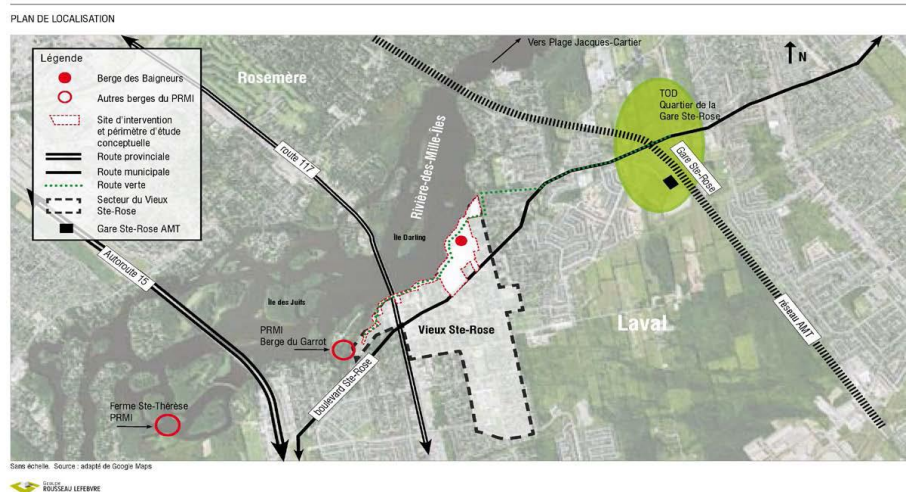 PLAN DE LOCALISATION
Légende
Berge des Baigneurs
Autres berges du PRMI
Site d'intervention
et périmètre d'étude
conceptuelle
Route provinciale
Route municipale
Route verte
Secteur du Vieux
Ste-Rose
Gare Ste-Rose AMT
Rosemère
Vers Plage Jacques-Cartier
N
TOD
Quartier de la
Gare Ste-Rose
route 117
Rivière-des-Mille-Îles
Gare Ste-Rose
Île Darling
Autoroute 15
Île des Juifs
réseau AMT
PRMI
Berge du Garrot
Vieux Ste-Rose
Laval
boulevard Ste-Rose
Ferme Ste-Thérèse
PRMI
Sans échelle. Source : adapté de Google Maps
Groupe
ROUSSEAU LEFEBVRE